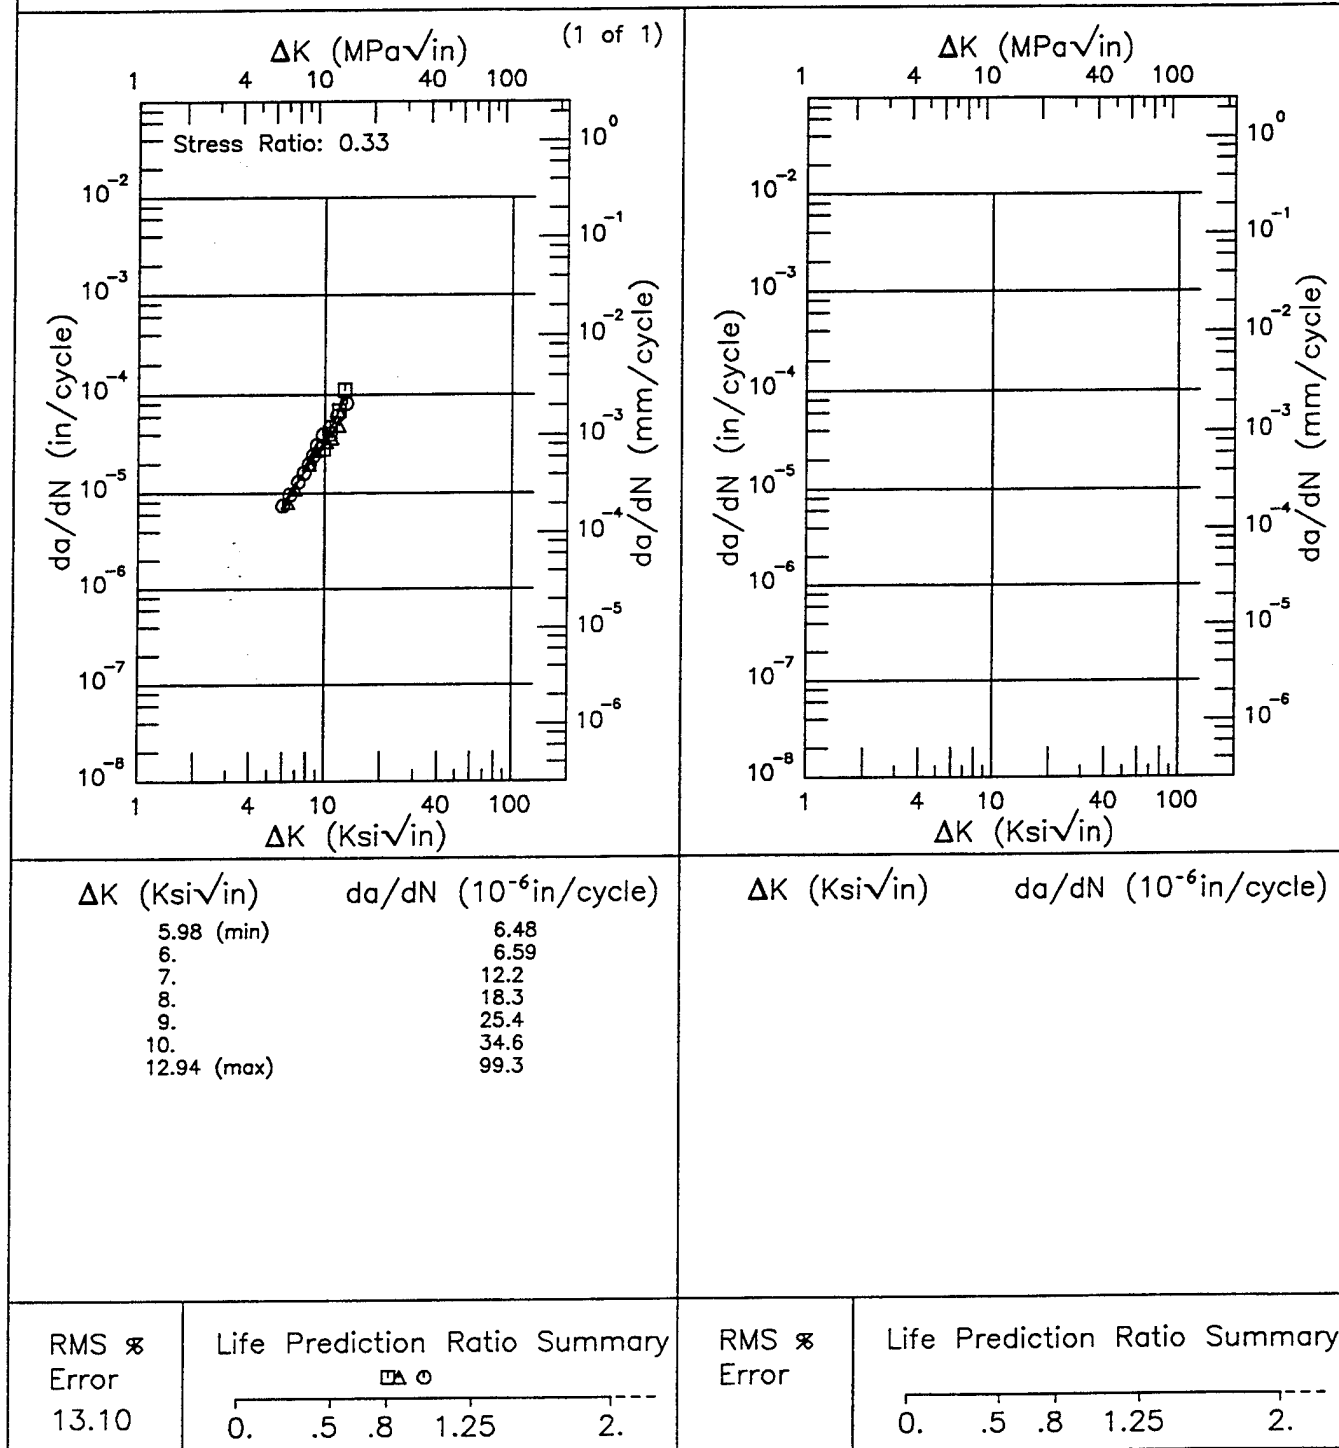 (1 of 1)
ΔK (MPa√in)
1 4 10 40 100
Stress Ratio: 0.33
10⁻²
10⁻³
10⁻⁴
10⁻⁵
10⁻⁶
10⁻⁷
10⁻⁸
da/dN (in/cycle)
10⁰
10⁻¹
10⁻²
10⁻³
10⁻⁴
10⁻⁵
10⁻⁶
da/dN (mm/cycle)
1 4 10 40 100
ΔK (Ksi√in)
ΔK (MPa√in)
1 4 10 40 100
10⁻²
10⁻³
10⁻⁴
10⁻⁵
10⁻⁶
10⁻⁷
10⁻⁸
da/dN (in/cycle)
10⁰
10⁻¹
10⁻²
10⁻³
10⁻⁴
10⁻⁵
10⁻⁶
da/dN (mm/cycle)
1 4 10 40 100
ΔK (Ksi√in)
ΔK (Ksi√in) da/dN (10⁻⁶in/cycle)
5.98 (min) 6.48
6. 6.59
7. 12.2
8. 18.3
9. 25.4
10. 34.6
12.94 (max) 99.3
ΔK (Ksi√in) da/dN (10⁻⁶in/cycle)
RMS %
Error
13.10
Life Prediction Ratio Summary
0. .5 .8 1.25 2.
RMS %
Error
Life Prediction Ratio Summary
0. .5 .8 1.25 2.